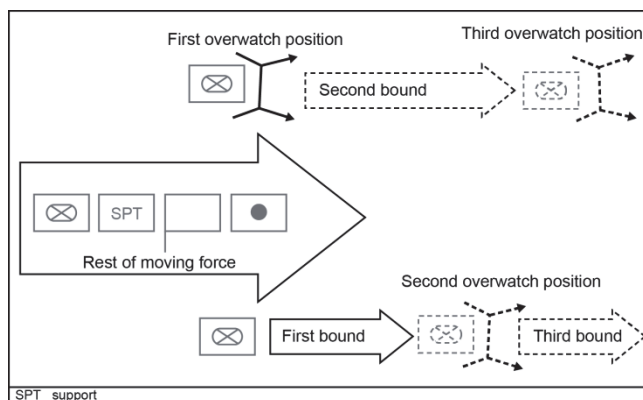 First overwatch position
Third overwatch position
Second bound
SPT
Rest of moving force
Second overwatch position
First bound
Third bound
SPT support